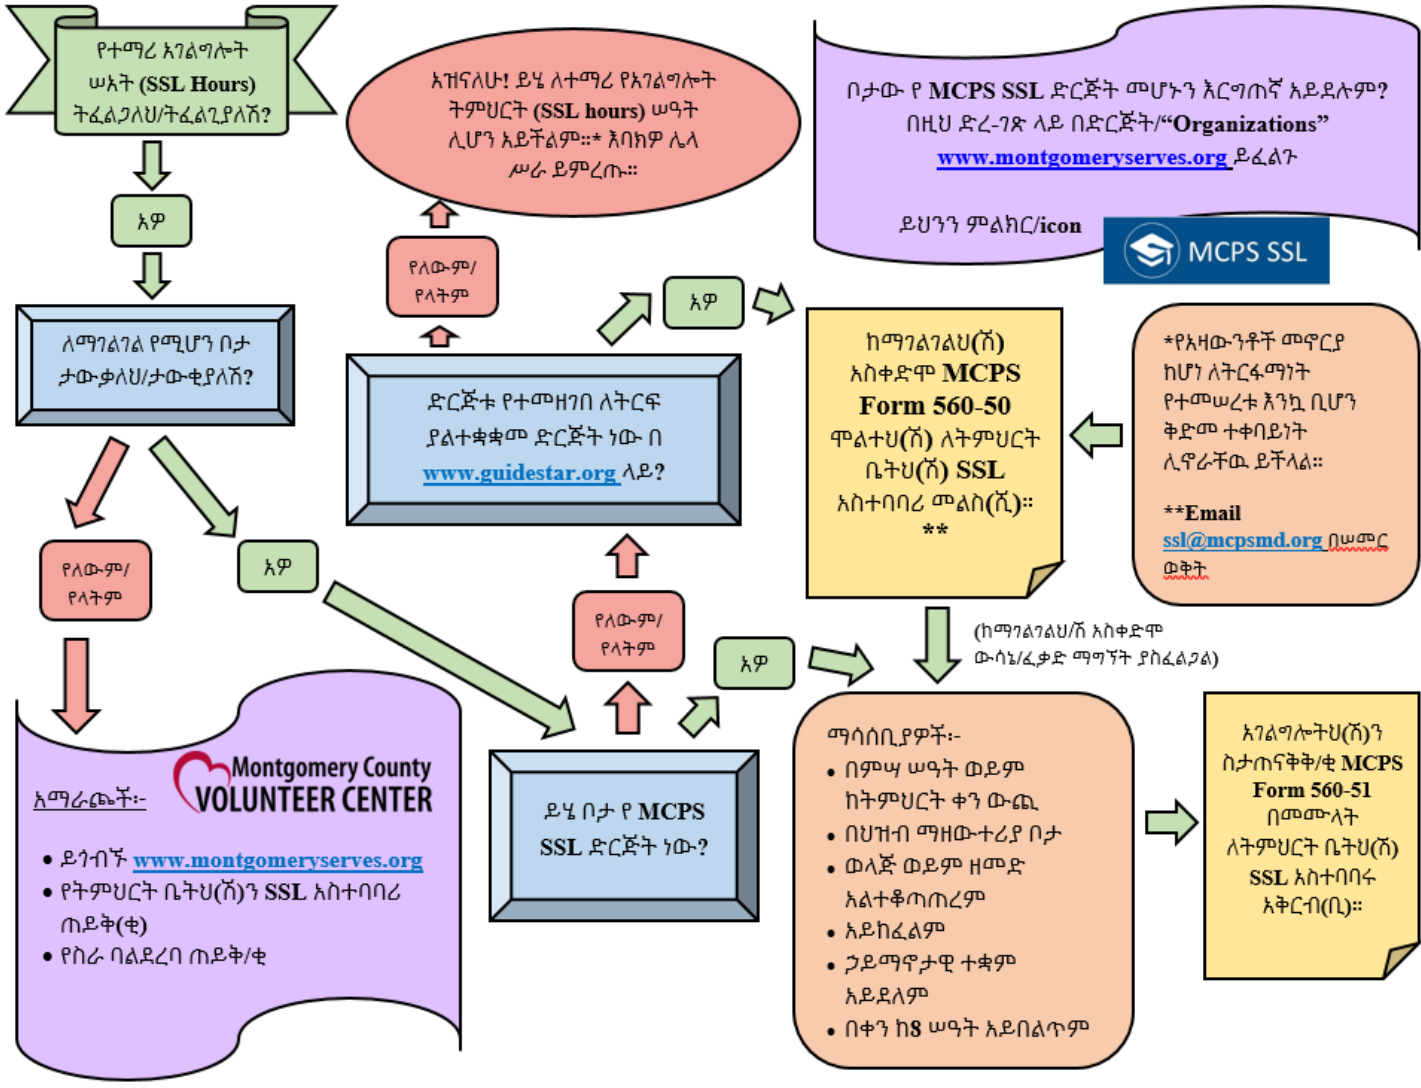 የተማሪ አገልግሎት
ሠአት (SSL Hours)
ትፈልጋለህ/ትፈልጊያለሽ?
አዎ
ለማገልገል የሚሆን ቦታ
ታውቃለህ/ታውቂያለሽ?
የለውም/
የላትም
አዎ
አማራጮች፡-
Montgomery County
VOLUNTEER CENTER
• ይጎብኙ www.montgomeryserves.org
• የትምህርት ቤትህ(ሽ)ን SSL አስተባባሪ
ጠይቅ(ቂ)
• የስራ ባልደረባ ጠይቅ/ቂ
ይሄ ቦታ የ MCPS
SSL ድርጅት ነው?
የለውም/
የላትም
አዎ
ድርጅቱ የተመዘገበ ለትርፍ
ያልተቋቋመ ድርጅት ነው በ
www.guidestar.org ላይ?
የለውም/
የላትም
አዎ
አዝናለሁ! ይሄ ለተማሪ የአገልግሎት
ትምህርት (SSL hours) ሠዓት
ሊሆን አይችልም።* እባክዎ ሌላ
ሥራ ይምረጡ።
ቦታው የ MCPS SSL ድርጅት መሆኑን እርግጠኛ አይደሉም?
በዚህ ድረ-ገጽ ላይ በድርጅት/“Organizations”
www.montgomeryserves.org ይፈልጉ
ይህንን ምልክር/icon
MCPS SSL
ከማገልገልህ(ሽ)
አስቀድሞ MCPS
Form 560-50
ሞልተህ(ሽ) ለትምህርት
ቤትህ(ሽ) SSL
አስተባባሪ መልስ(ሺ)።
**
*የአዛውንቶች መኖርያ
ከሆነ ለትርፋማነት
የተመሠረቱ እንኳ ቢሆን
ቅድመ ተቀባይነት
ሊኖራቸዉ ይችላል።
**Email
ssl@mcpsmd.org በሠመር
ወቅት
(ከማገልገልህ/ሽ አስቀድሞ
ውሳኔ/ፈቃድ ማግኘት ያስፈልጋል)
ማሳሰቢያዎች፡-
• በምሣ ሠዓት ወይም
ከትምህርት ቀን ውጪ
• በህዝብ ማዘውተሪያ ቦታ
• ወላጅ ወይም ዘመድ
አልተቆጣጠረም
• አይከፈልም
• ኃይማኖታዊ ተቋም
አይደለም
• በቀን ከ8 ሠዓት አይበልጥም
አገልግሎትህ(ሽ)ን
ስታጠናቅቅ/ቂ MCPS
Form 560-51
በመሙላት
ለትምህርት ቤትህ(ሽ)
SSL አስተባባሩ
አቅርብ(ቢ)።